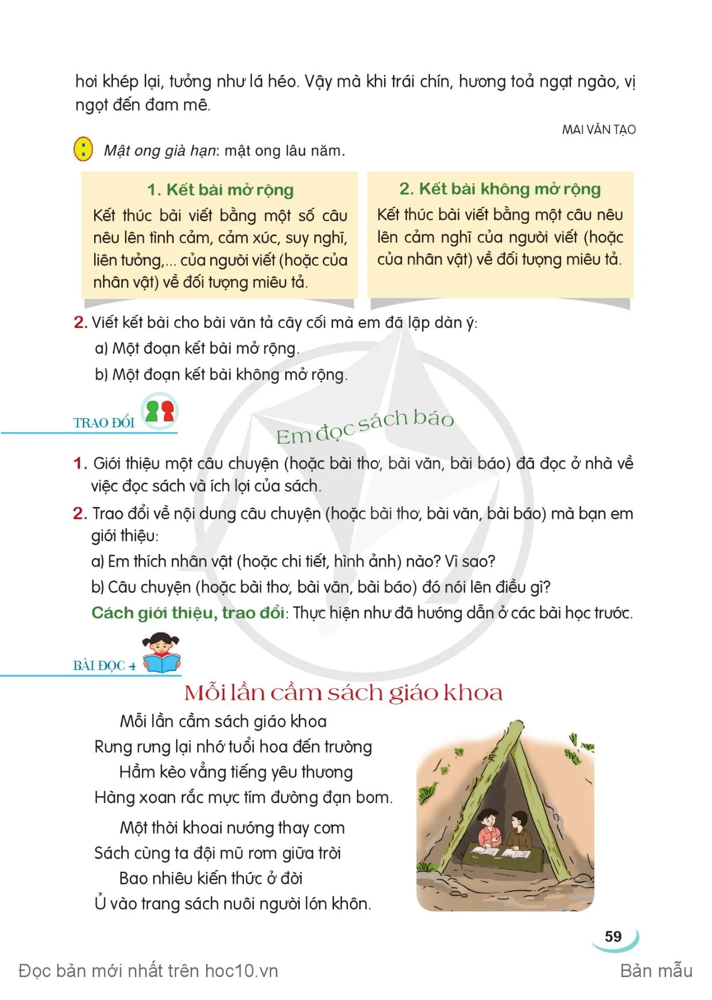 hơi khép lại, tưởng như lá héo. Vậy mà khi trái chín, hương toả ngạt ngào, vị
ngọt đến đam mê.
MAI VĂN TẠO
: Mật ong già hạn: mật ong lâu năm.
1. Kết bài mở rộng
Kết thúc bài viết bằng một số câu
nêu lên tình cảm, cảm xúc, suy nghĩ,
liên tưởng,... của người viết (hoặc của
nhân vật) về đối tượng miêu tả.
2. Kết bài không mở rộng
Kết thúc bài viết bằng một câu nêu
lên cảm nghĩ của người viết (hoặc
của nhân vật) về đối tượng miêu tả.
2. Viết kết bài cho bài văn tả cây cối mà em đã lập dàn ý:
a) Một đoạn kết bài mở rộng.
b) Một đoạn kết bài không mở rộng.
TRAO ĐỔI
Em đọc sách báo
1. Giới thiệu một câu chuyện (hoặc bài thơ, bài văn, bài báo) đã đọc ở nhà về
việc đọc sách và ích lợi của sách.
2. Trao đổi về nội dung câu chuyện (hoặc bài thơ, bài văn, bài báo) mà bạn em
giới thiệu:
a) Em thích nhân vật (hoặc chi tiết, hình ảnh) nào? Vì sao?
b) Câu chuyện (hoặc bài thơ, bài văn, bài báo) đó nói lên điều gì?
Cách giới thiệu, trao đổi: Thực hiện như đã hướng dẫn ở các bài học trước.
BÀI ĐỌC 4
Mỗi lần cầm sách giáo khoa
Mỗi lần cầm sách giáo khoa
Rưng rưng lại nhớ tuổi hoa đến trường
Hầm kèo vẳng tiếng yêu thương
Hàng xoan rắc mực tím đường đạn bom.
Một thời khoai nướng thay cơm
Sách cùng ta đội mũ rơm giữa trời
Bao nhiêu kiến thức ở đời
Ủ vào trang sách nuôi người lớn khôn.
59
Đọc bản mới nhất trên hoc10.vn
Bản mẫu